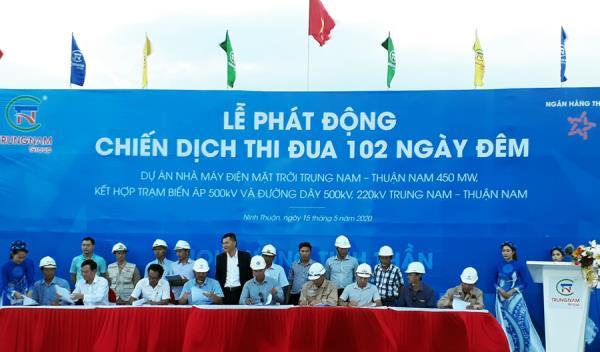 TRUNGNAM
Group
NGÂN HÀNG TH
LỄ PHÁT ĐỘNG
CHIẾN DỊCH THI ĐUA 102 NGÀY ĐÊM
DỰ ÁN NHÀ MÁY ĐIỆN MẶT TRỜI TRUNG NAM - THUẬN NAM 450 MW,
KẾT HỢP TRẠM BIẾN ÁP 500kV VÀ ĐƯỜNG DÂY 500kV, 220kV TRUNG NAM - THUẬN NAM
Ninh Thuận, ngày 15 tháng 5 năm 2020
TRUNGNAM